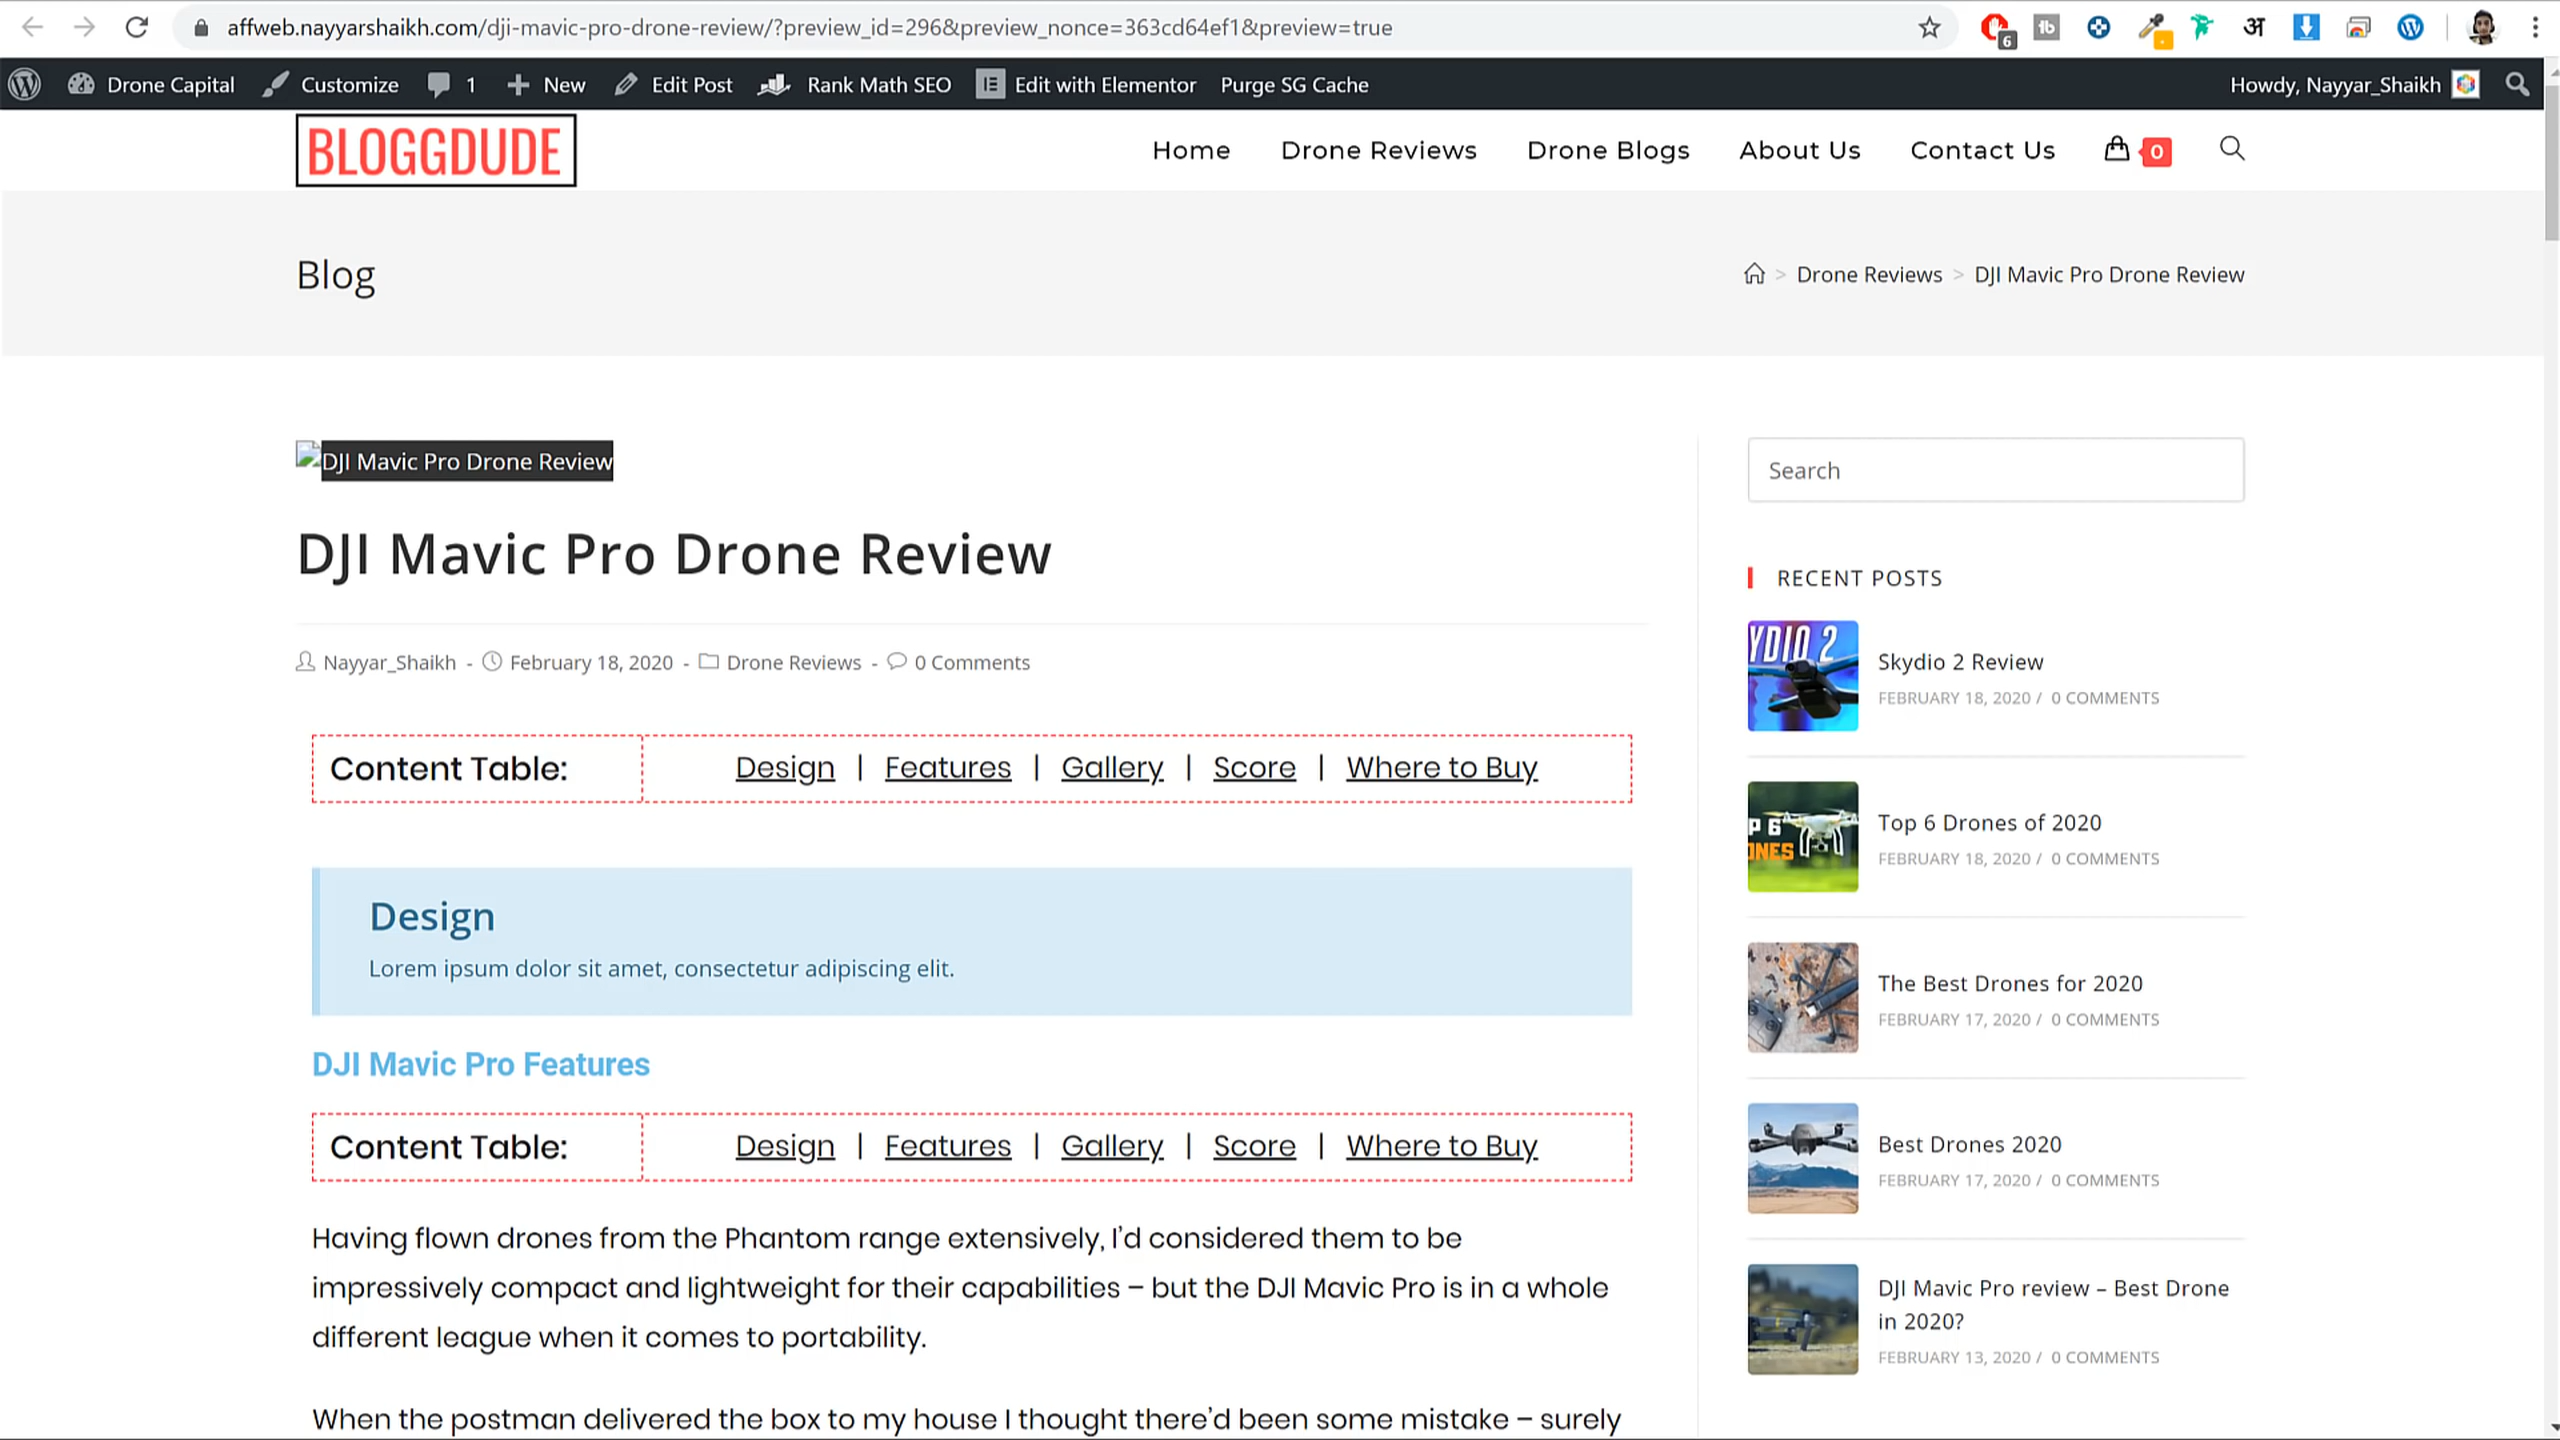 affweb.nayyarshaikh.com/dji-mavic-pro-drone-review/?preview_id=296&preview_nonce=363cd64ef1&preview=true
6
tb
अ
Drone Capital
Customize
1
New
Edit Post
Rank Math SEO
Edit with Elementor
Purge SG Cache
Howdy, Nayyar_Shaikh
BLOGGDUDE
Home
Drone Reviews
Drone Blogs
About Us
Contact Us
0
Blog
> Drone Reviews > DJI Mavic Pro Drone Review
DJI Mavic Pro Drone Review
DJI Mavic Pro Drone Review
Nayyar_Shaikh - February 18, 2020 - Drone Reviews - 0 Comments
Content Table:
Design | Features | Gallery | Score | Where to Buy
Design
Lorem ipsum dolor sit amet, consectetur adipiscing elit.
DJI Mavic Pro Features
Content Table:
Design | Features | Gallery | Score | Where to Buy
Having flown drones from the Phantom range extensively, I'd considered them to be
impressively compact and lightweight for their capabilities – but the DJI Mavic Pro is in a whole
different league when it comes to portability.
When the postman delivered the box to my house I thought there'd been some mistake – surely
Search
RECENT POSTS
YDIO 2
Skydio 2 Review
FEBRUARY 18, 2020 / 0 COMMENTS
P 6
ONES
Top 6 Drones of 2020
FEBRUARY 18, 2020 / 0 COMMENTS
The Best Drones for 2020
FEBRUARY 17, 2020 / 0 COMMENTS
Best Drones 2020
FEBRUARY 17, 2020 / 0 COMMENTS
DJI Mavic Pro review – Best Drone
in 2020?
FEBRUARY 13, 2020 / 0 COMMENTS